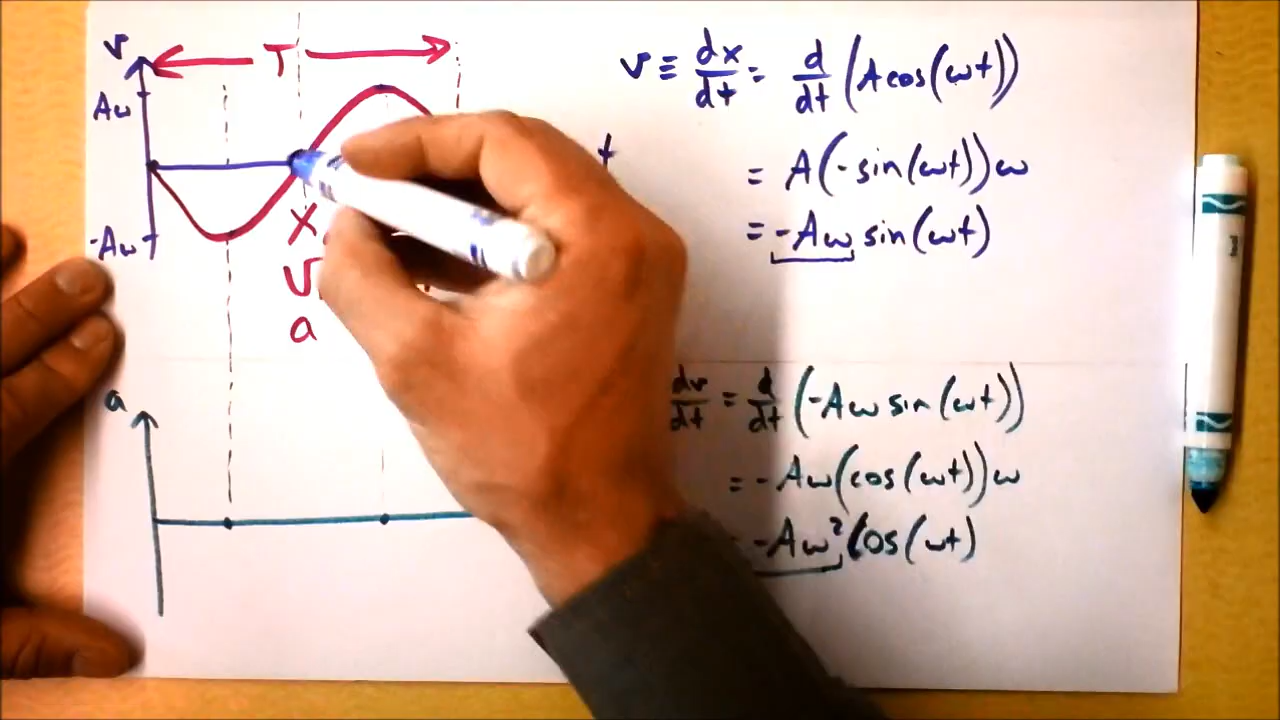 v
T
Aω
-Aω
t
x
v
a
a
v ≡ dx/dt = d/dt (Acos(ωt))
= A(-sin(ωt))ω
= -Aω sin(ωt)
dv/dt = d/dt (-Aω sin(ωt))
= -Aω(cos(ωt))ω
-Aω² cos(ωt)